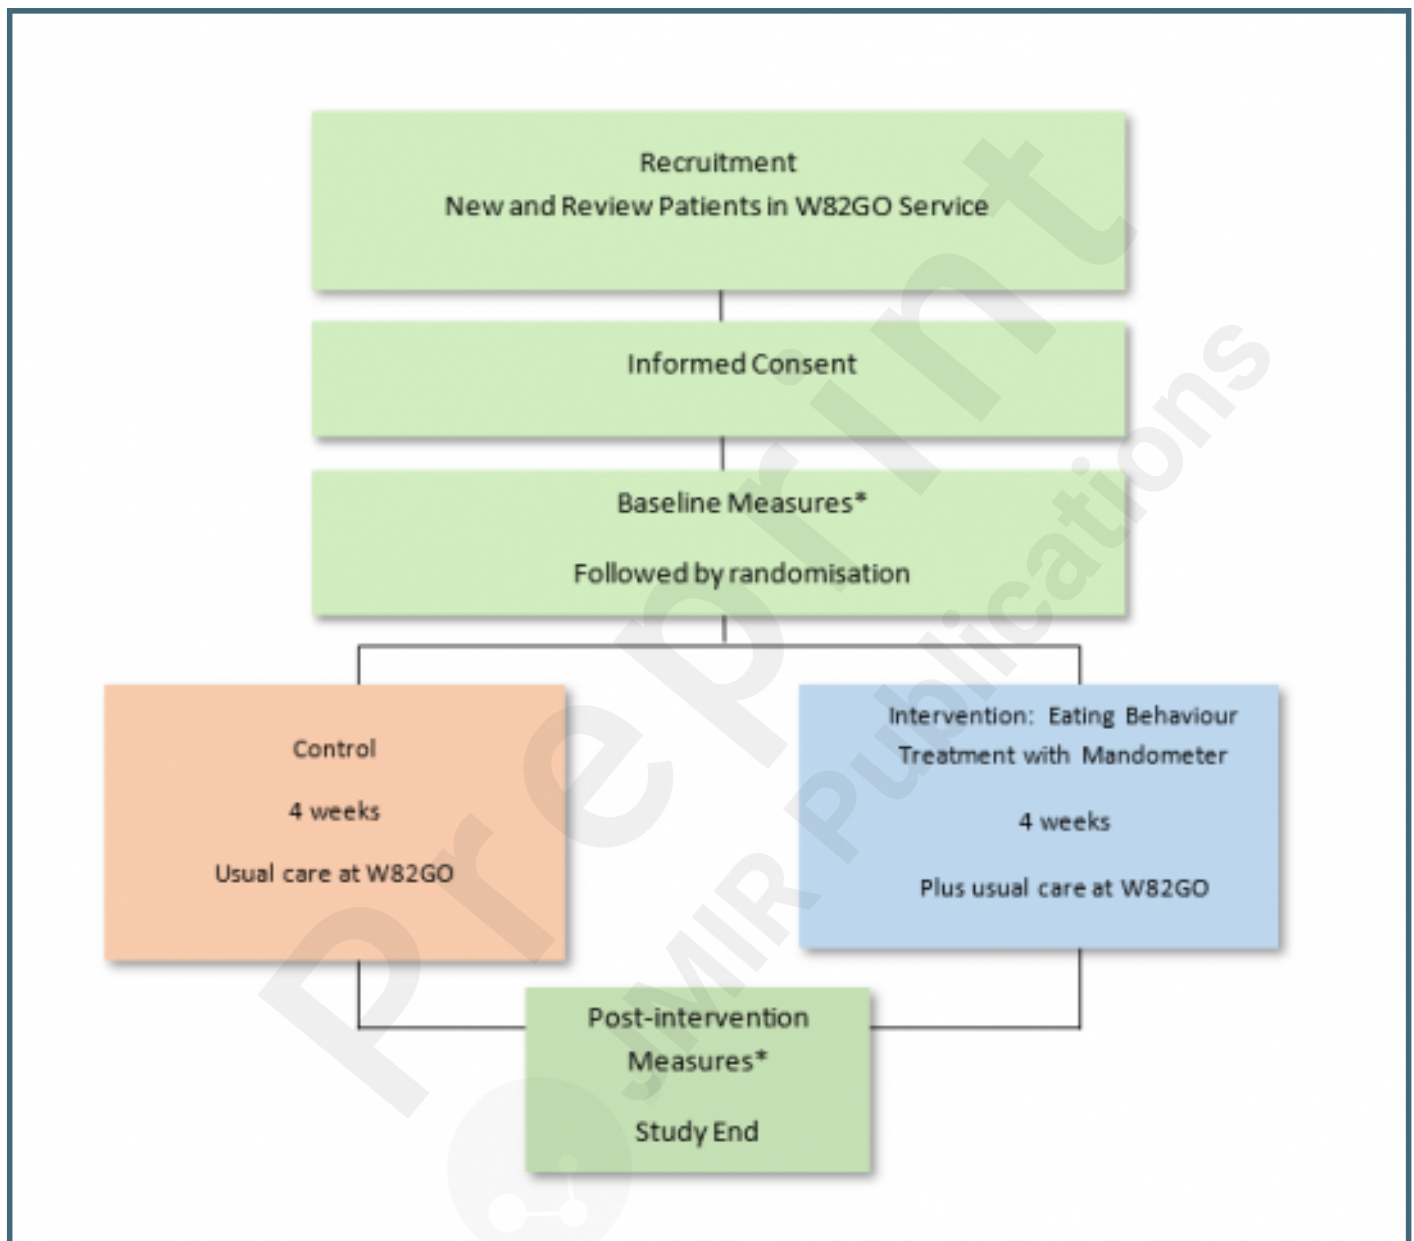 Recruitment
New and Review Patients in W82GO Service
Informed Consent
Baseline Measures*
Followed by randomisation
Control
4 weeks
Usual care at W82GO
Intervention: Eating Behaviour
Treatment with Mandometer
4 weeks
Plus usual care at W82GO
Post-intervention
Measures*
Study End
Preprint
JMIR Publications